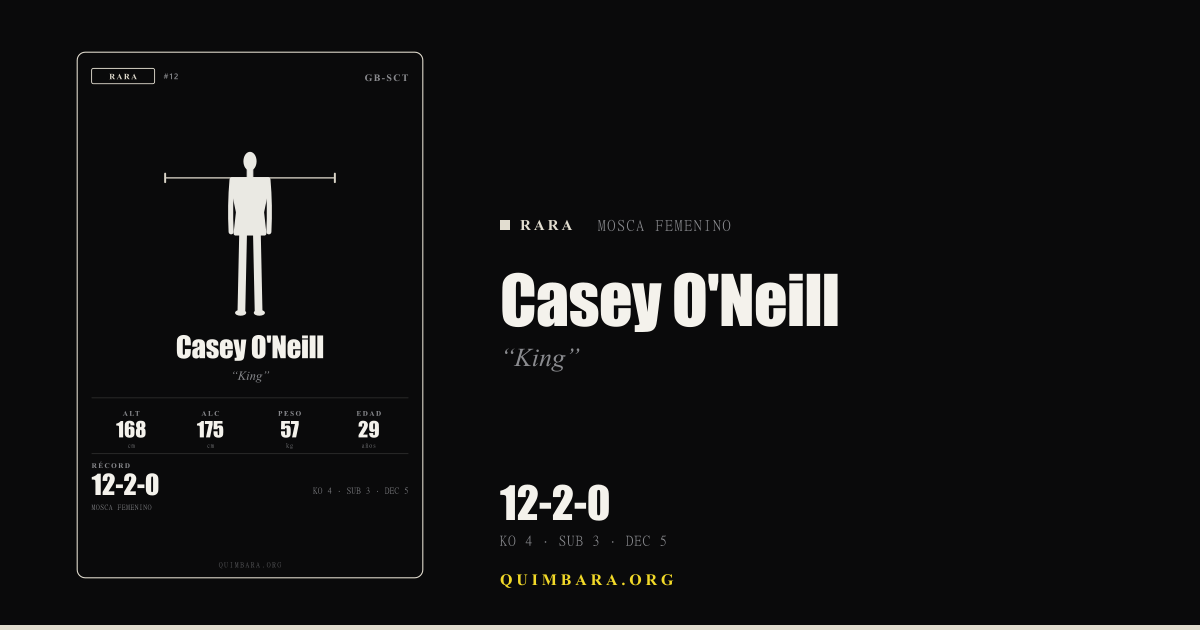 RARA #12 GB-SCT
Casey O'Neill
“King”
ALT ALC PESO EDAD
168 175 57 29
cm cm kg años
RÉCORD
12-2-0 KO 4 · SUB 3 · DEC 5
MOSCA FEMENINO
QUIMBARA.ORG
RARA MOSCA FEMENINO
Casey O'Neill
“King”
12-2-0
KO 4 · SUB 3 · DEC 5
QUIMBARA.ORG